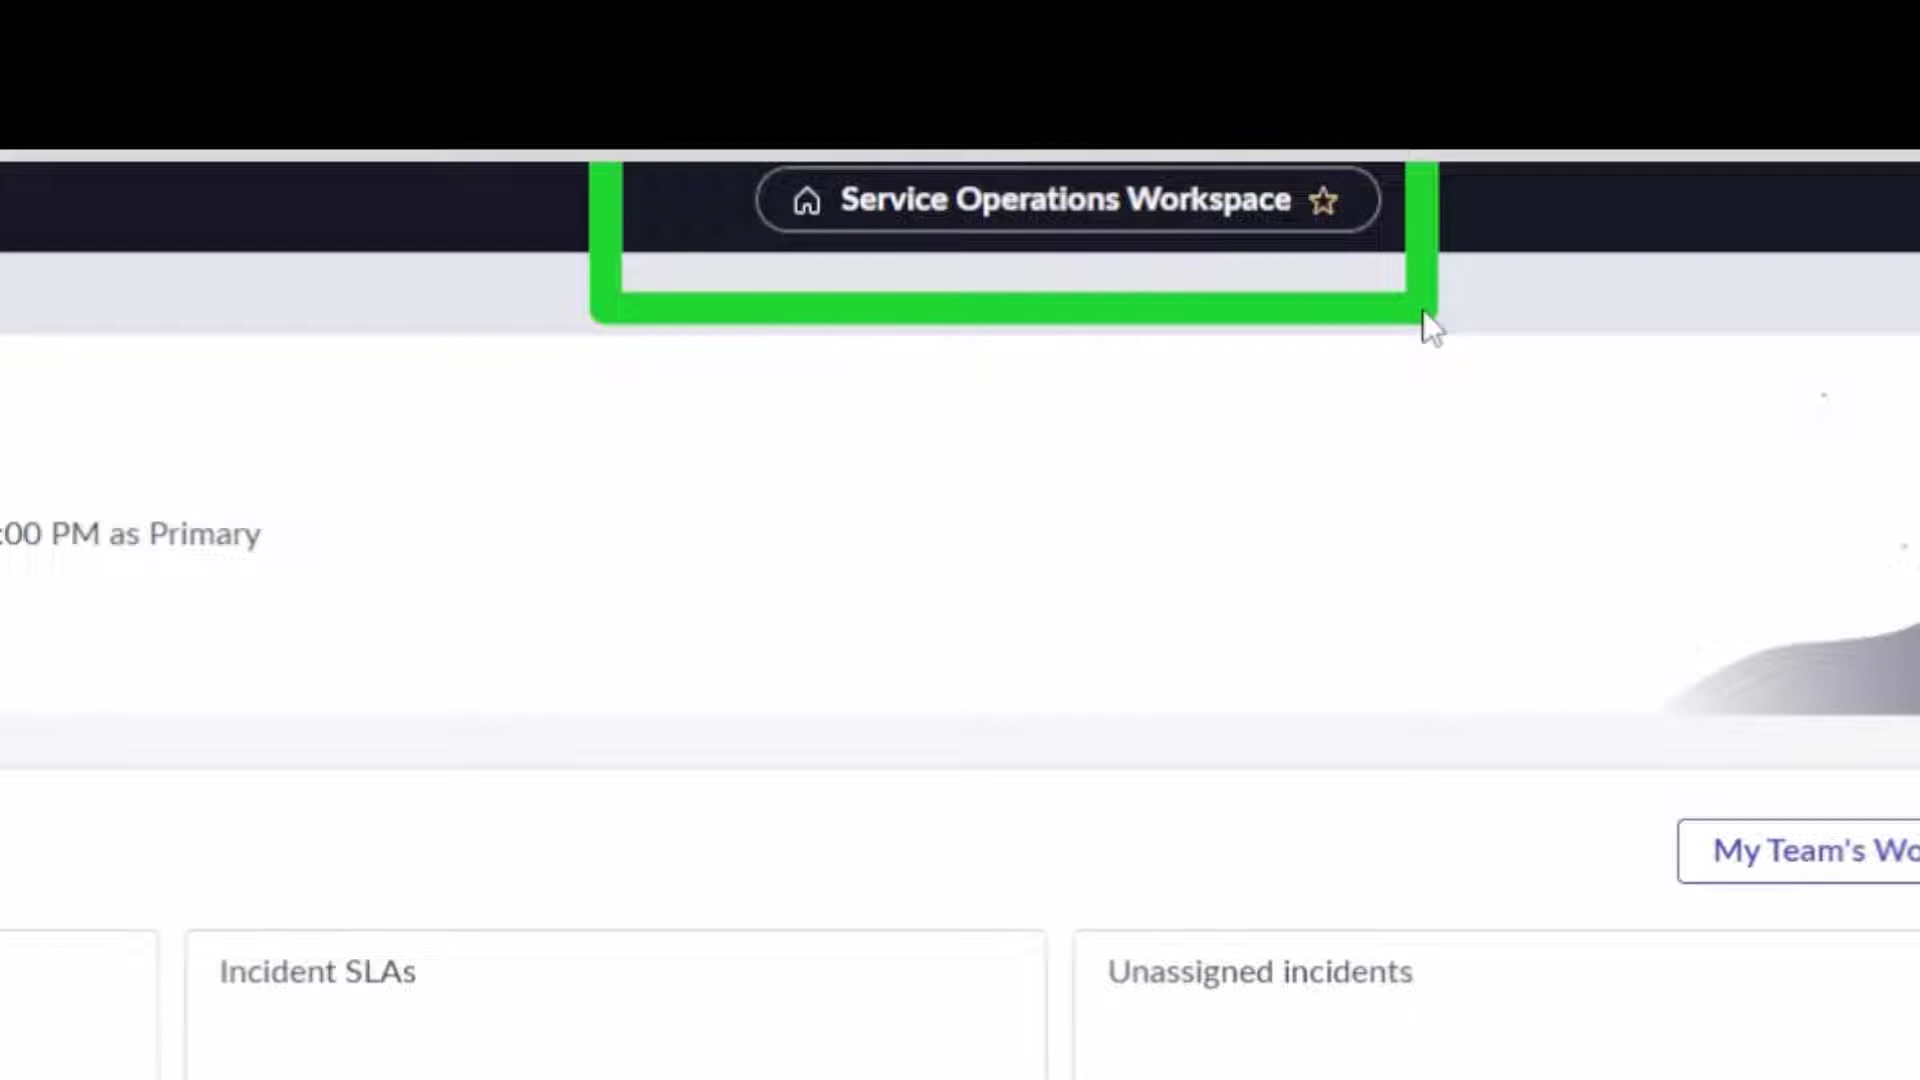 Service Operations Workspace
:00 PM as Primary
My Team's Wo
Incident SLAs
Unassigned incidents